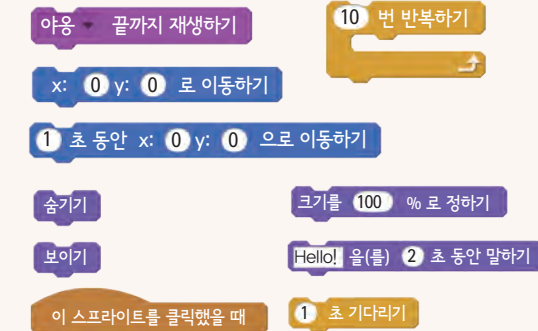 야옹 끝까지 재생하기
10 번 반복하기
x: 0 y: 0 로 이동하기
1 초 동안 x: 0 y: 0 으로 이동하기
숨기기
크기를 100 % 로 정하기
보이기
Hello! 을(를) 2 초 동안 말하기
이 스프라이트를 클릭했을 때
1 초 기다리기